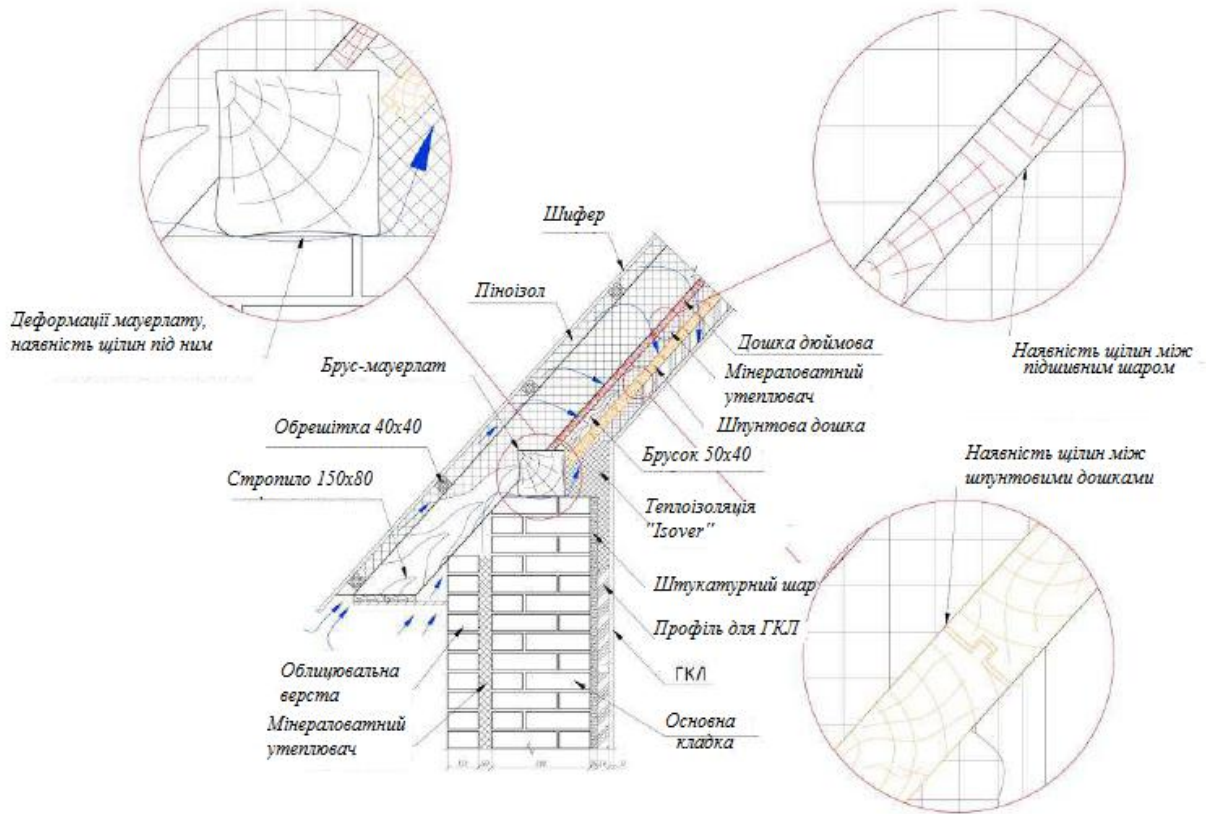 Шифер
Піноізол
Деформації мауерлату,
наявність щілин під ним
Брус-мауерлат
Обрешітка 40х40
Стропило 150х80
Дошка дюймова
Мінераловатний
утеплювач
Шпунтова дошка
Брусок 50х40
Теплоізоляція
"Isover"
Штукатурний шар
Профіль для ГКЛ
ГКЛ
Основна
кладка
Облицювальна
верста
Мінераловатний
утеплювач
Наявність щілин між
підшивним шаром
Наявність щілин між
шпунтовими дошками